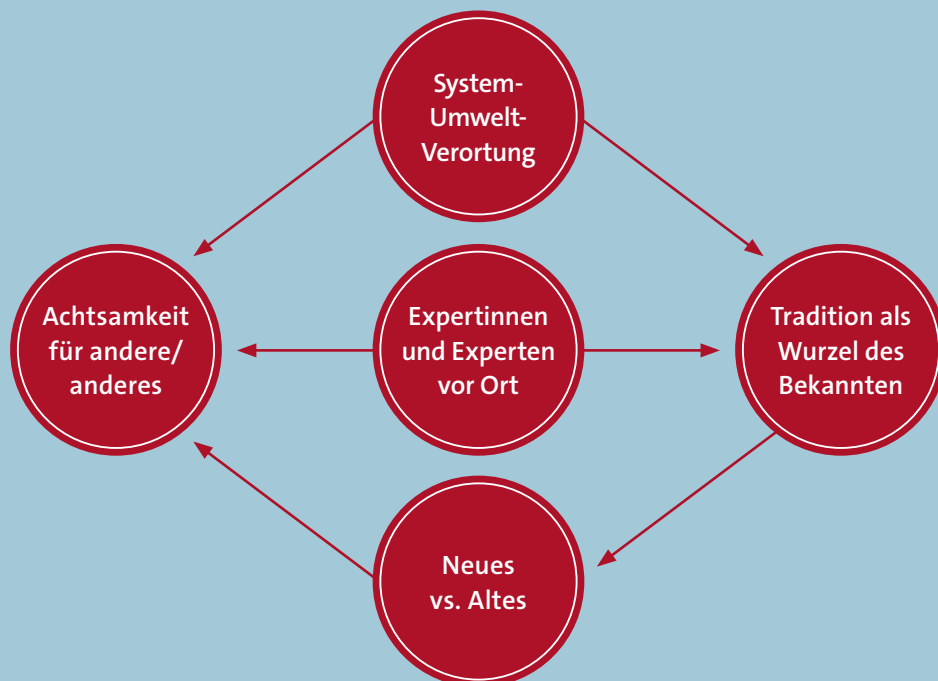 System-
Umwelt-
Verortung
Achtsamkeit
für andere/
anderes
Expertinnen
und Experten
vor Ort
Tradition als
Wurzel des
Bekannten
Neues
vs. Altes